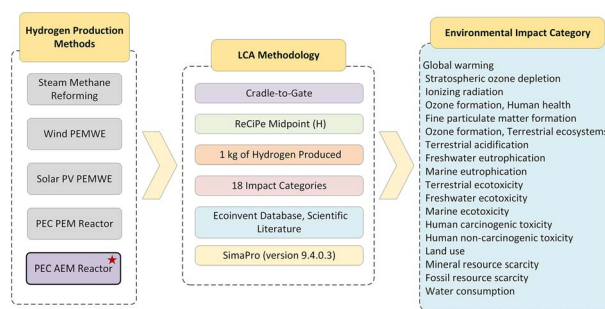 Hydrogen Production
Methods
Steam Methane
Reforming
Wind PEMWE
Solar PV PEMWE
PEC PEM Reactor
PEC AEM Reactor
LCA Methodology
Cradle-to-Gate
ReCiPe Midpoint (H)
1 kg of Hydrogen Produced
18 Impact Categories
Ecoinvent Database, Scientific
Literature
SimaPro (version 9.4.0.3)
Environmental Impact Category
Global warming
Stratospheric ozone depletion
Ionizing radiation
Ozone formation, Human health
Fine particulate matter formation
Ozone formation, Terrestrial ecosystems
Terrestrial acidification
Freshwater eutrophication
Marine eutrophication
Terrestrial ecotoxicity
Freshwater ecotoxicity
Marine ecotoxicity
Human carcinogenic toxicity
Human non-carcinogenic toxicity
Land use
Mineral resource scarcity
Fossil resource scarcity
Water consumption